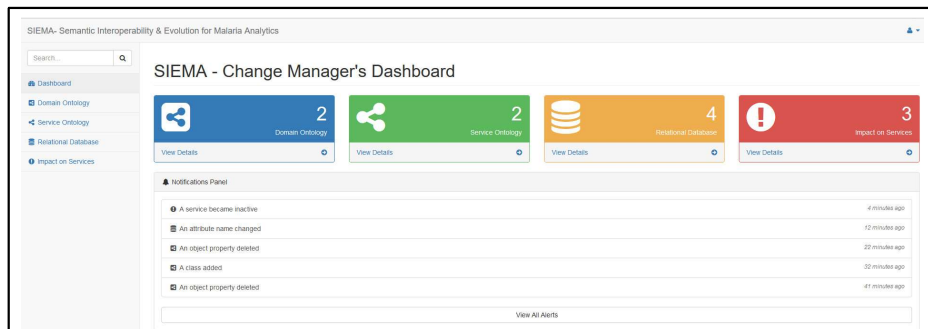 SIEMA- Semantic Interoperability & Evolution for Malaria Analytics
Search...
Dashboard
Domain Ontology
Service Ontology
Relational Database
Impact on Services
SIEMA - Change Manager's Dashboard
2
Domain Ontology
View Details
2
Service Ontology
View Details
4
Relational Database
View Details
3
Impact on Services
View Details
Notifications Panel
A service became inactive 4 minutes ago
An attribute name changed 12 minutes ago
An object property deleted 22 minutes ago
A class added 32 minutes ago
An object property deleted 41 minutes ago
View All Alerts